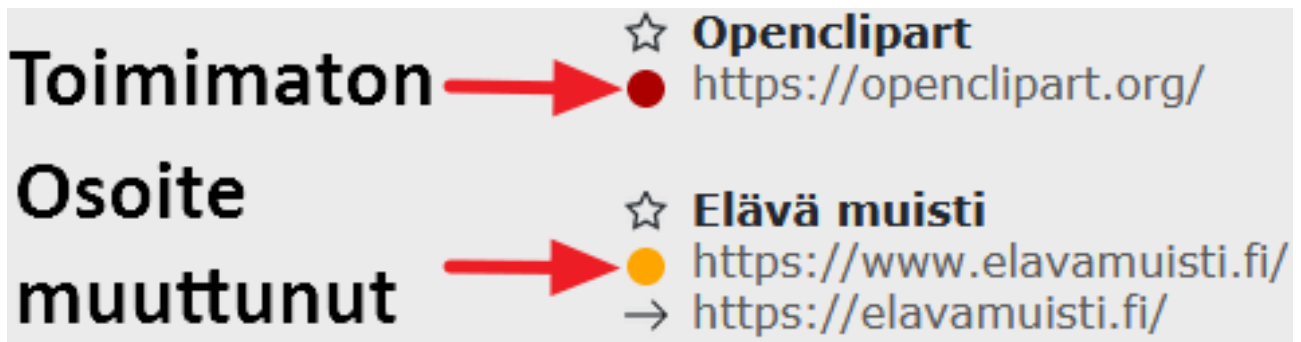 Toimimaton
Osoite
muuttunut
Openclipart
https://openclipart.org/
Elävä muisti
https://www.elavamuisti.fi/
https://elavamuisti.fi/